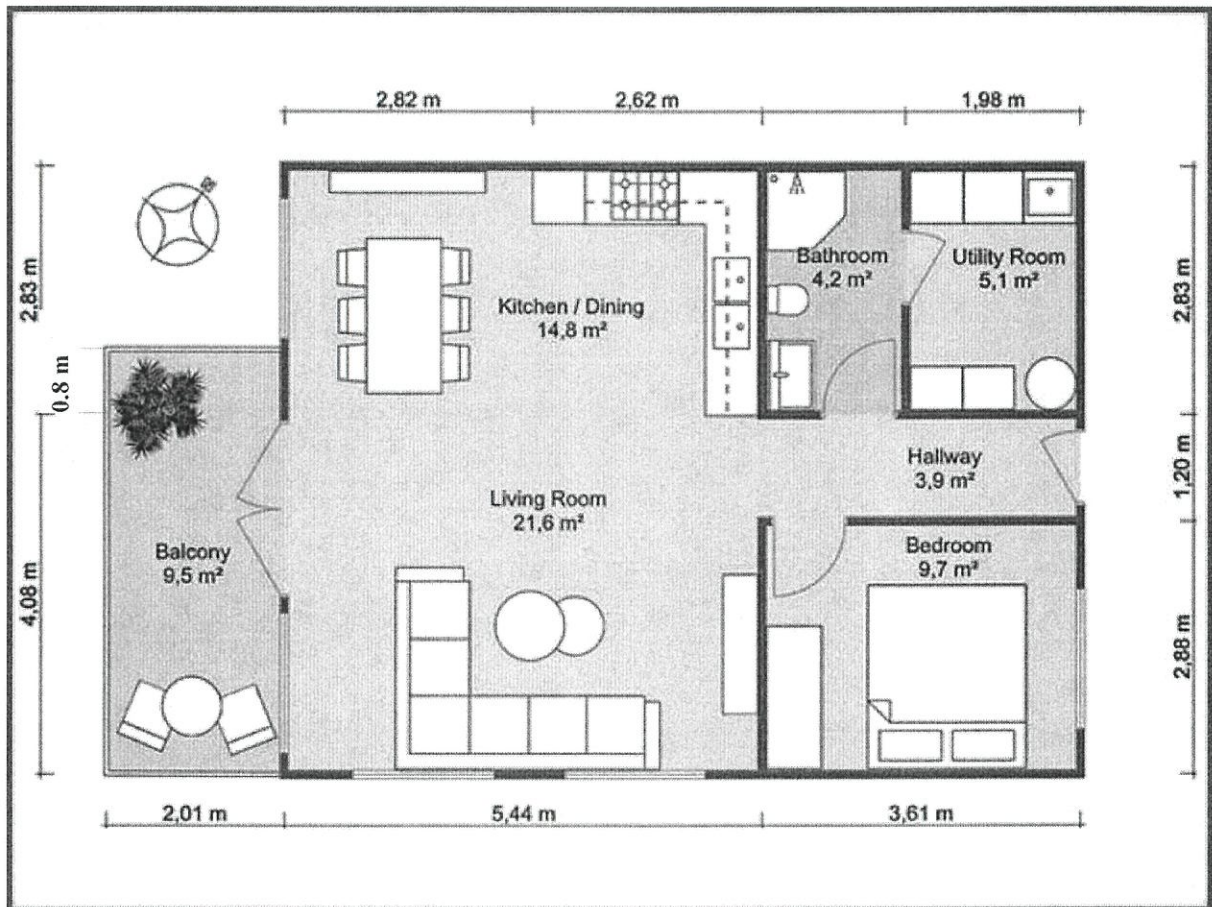 2,82 m
2,62 m
1,98 m
2,83 m
0.8 m
4,08 m
Kitchen / Dining
14,8 m²
Bathroom
4,2 m²
Utility Room
5,1 m²
2,83 m
Hallway
3,9 m²
1,20 m
Living Room
21,6 m²
Balcony
9,5 m²
Bedroom
9,7 m²
2,88 m
2,01 m
5,44 m
3,61 m